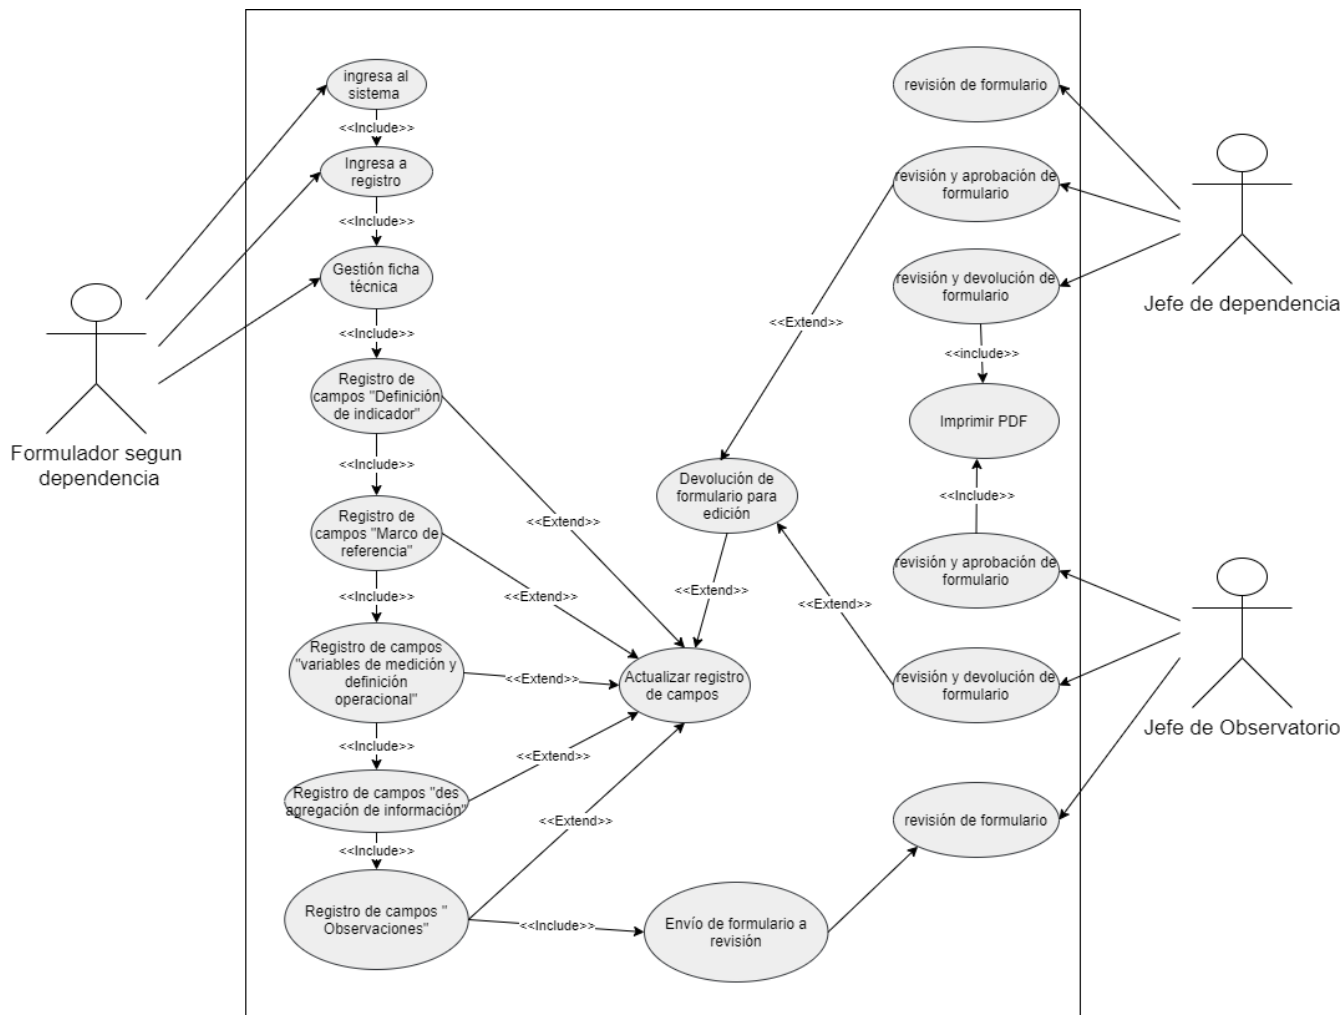 ingresa al
sistema
<<Include>>
Ingresa a
registro
<<Include>>
Gestión ficha
técnica
<<Include>>
Registro de
campos "Definición
de indicador"
<<Include>>
Registro de
campos "Marco de
referencia"
<<Include>>
Registro de campos
"variables de medición y
definición
operacional"
<<Include>>
Registro de campos "des
agregación de información"
<<Include>>
Registro de campos "
Observaciones"
Formulador segun
dependencia
<<Extend>>
<<Extend>>
<<Extend>>
<<Extend>>
<<Extend>>
<<Include>>
Envío de formulario a
revisión
Actualizar registro
de campos
<<Extend>>
Devolución de
formulario para
edición
<<Extend>>
<<Extend>>
revisión de formulario
revisión y aprobación de
formulario
revisión y devolución de
formulario
<<include>>
Imprimir PDF
<<Include>>
revisión y aprobación de
formulario
revisión y devolución de
formulario
revisión de formulario
Jefe de dependencia
Jefe de Observatorio